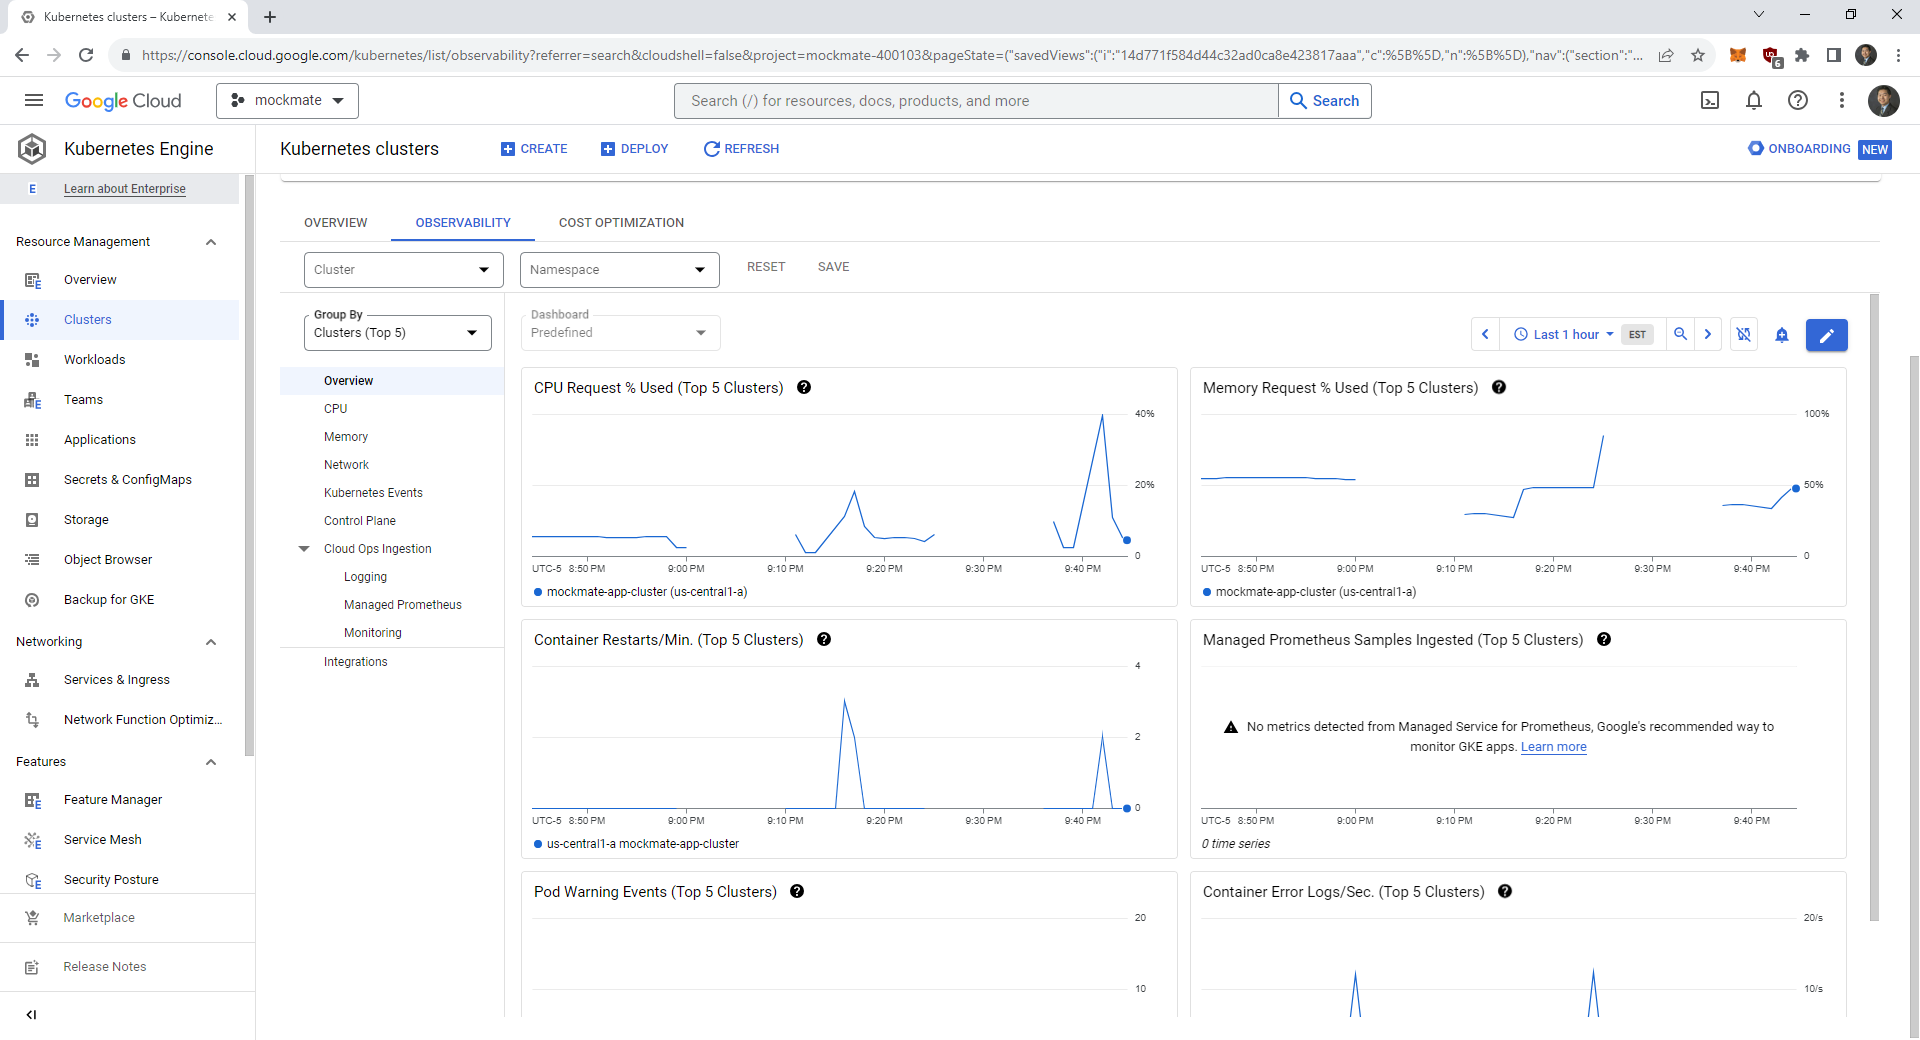 Kubernetes clusters – Kubernete
https://console.cloud.google.com/kubernetes/list/observability?referrer=search&cloudshell=false&project=mockmate-400103&pageState=("savedViews":("i":"14d771f584d44c32ad0ca8e423817aaa","c":%5B%5D,"n":%5B%5D),"nav":("section":"...
6
Google Cloud
mockmate
Search (/) for resources, docs, products, and more
Search
Kubernetes Engine
Kubernetes clusters
CREATE
DEPLOY
REFRESH
ONBOARDING NEW
E
Learn about Enterprise
Resource Management
Overview
Clusters
Workloads
Teams
Applications
Secrets & ConfigMaps
Storage
Object Browser
Backup for GKE
Networking
Services & Ingress
Network Function Optimiz...
Features
Feature Manager
Service Mesh
Security Posture
Marketplace
Release Notes
OVERVIEW
OBSERVABILITY
COST OPTIMIZATION
Cluster
Namespace
RESET
SAVE
Group By
Clusters (Top 5)
Dashboard
Predefined
Last 1 hour
EST
Overview
CPU
Memory
Network
Kubernetes Events
Control Plane
Cloud Ops Ingestion
Logging
Managed Prometheus
Monitoring
Integrations
CPU Request % Used (Top 5 Clusters)
40%
20%
0
UTC-5 8:50 PM 9:00 PM 9:10 PM 9:20 PM 9:30 PM 9:40 PM
mockmate-app-cluster (us-central1-a)
Memory Request % Used (Top 5 Clusters)
100%
50%
0
UTC-5 8:50 PM 9:00 PM 9:10 PM 9:20 PM 9:30 PM 9:40 PM
mockmate-app-cluster (us-central1-a)
Container Restarts/Min. (Top 5 Clusters)
4
2
0
UTC-5 8:50 PM 9:00 PM 9:10 PM 9:20 PM 9:30 PM 9:40 PM
us-central1-a mockmate-app-cluster
Managed Prometheus Samples Ingested (Top 5 Clusters)
No metrics detected from Managed Service for Prometheus, Google's recommended way to
monitor GKE apps. Learn more
UTC-5 8:50 PM 9:00 PM 9:10 PM 9:20 PM 9:30 PM 9:40 PM
0 time series
Pod Warning Events (Top 5 Clusters)
20
10
Container Error Logs/Sec. (Top 5 Clusters)
20/s
10/s